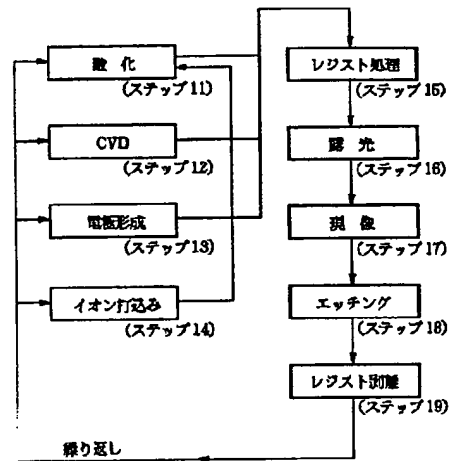 酸化
(ステップ11)
CVD
(ステップ12)
電極形成
(ステップ13)
イオン打込み
(ステップ14)
レジスト処理
(ステップ15)
露光
(ステップ16)
現像
(ステップ17)
エッチング
(ステップ18)
レジスト剥離
(ステップ19)
繰り返し